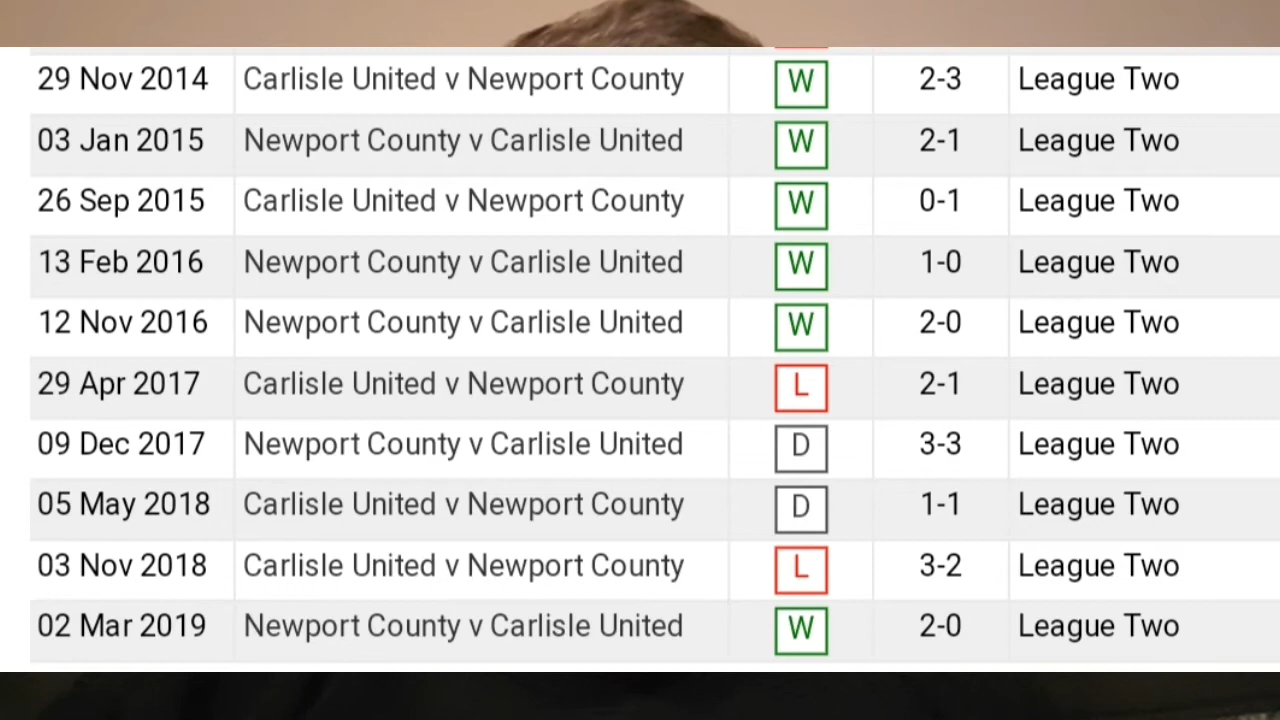 29 Nov 2014 Carlisle United v Newport County W 2-3 League Two
03 Jan 2015 Newport County v Carlisle United W 2-1 League Two
26 Sep 2015 Carlisle United v Newport County W 0-1 League Two
13 Feb 2016 Newport County v Carlisle United W 1-0 League Two
12 Nov 2016 Newport County v Carlisle United W 2-0 League Two
29 Apr 2017 Carlisle United v Newport County L 2-1 League Two
09 Dec 2017 Newport County v Carlisle United D 3-3 League Two
05 May 2018 Carlisle United v Newport County D 1-1 League Two
03 Nov 2018 Carlisle United v Newport County L 3-2 League Two
02 Mar 2019 Newport County v Carlisle United W 2-0 League Two